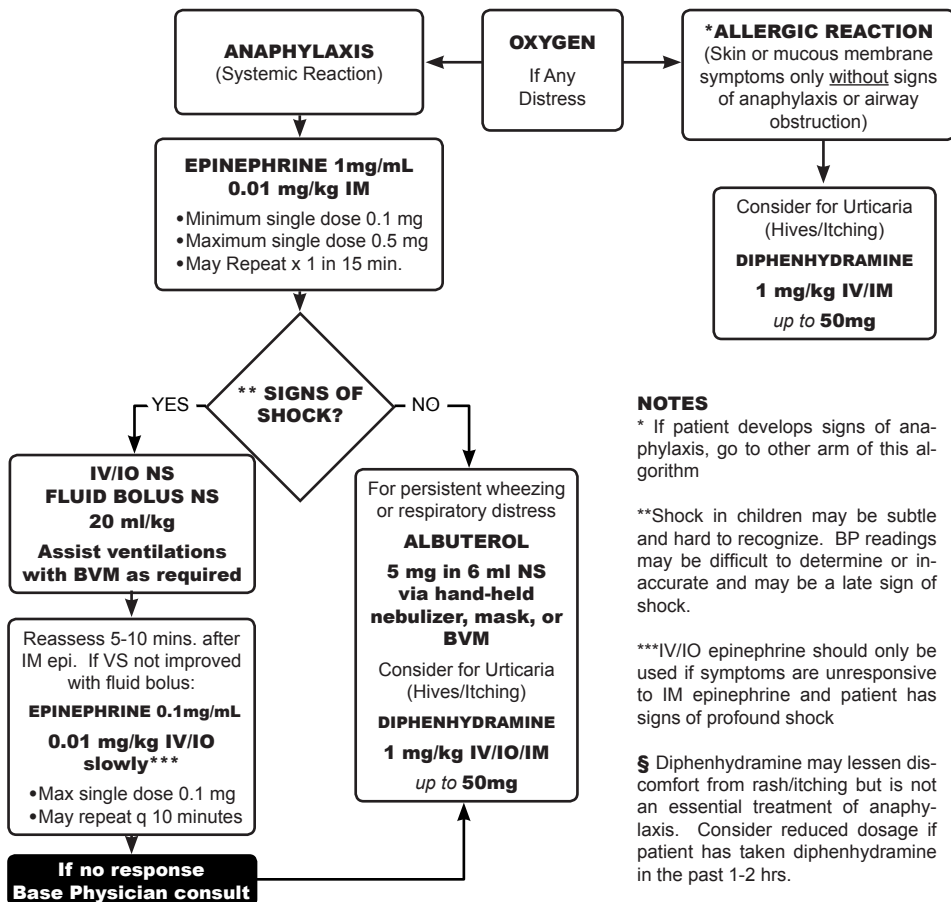 ANAPHYLAXIS
(Systemic Reaction)
OXYGEN
If Any
Distress
*ALLERGIC REACTION
(Skin or mucous membrane
symptoms only without signs
of anaphylaxis or airway
obstruction)
EPINEPHRINE 1mg/mL
0.01 mg/kg IM
•Minimum single dose 0.1 mg
•Maximum single dose 0.5 mg
•May Repeat x 1 in 15 min.
Consider for Urticaria
(Hives/Itching)
DIPHENHYDRAMINE
1 mg/kg IV/IM
up to 50mg
** SIGNS OF
SHOCK?
YES
NO
IV/IO NS
FLUID BOLUS NS
20 ml/kg
Assist ventilations
with BVM as required
Reassess 5-10 mins. after
IM epi. If VS not improved
with fluid bolus:
EPINEPHRINE 0.1mg/mL
0.01 mg/kg IV/IO
slowly***
•Max single dose 0.1 mg
•May repeat q 10 minutes
If no response
Base Physician consult
For persistent wheezing
or respiratory distress
ALBUTEROL
5 mg in 6 ml NS
via hand-held
nebulizer, mask, or
BVM
Consider for Urticaria
(Hives/Itching)
DIPHENHYDRAMINE
1 mg/kg IV/IO/IM
up to 50mg
NOTES
* If patient develops signs of ana-
phylaxis, go to other arm of this al-
gorithm
**Shock in children may be subtle
and hard to recognize. BP readings
may be difficult to determine or in-
accurate and may be a late sign of
shock.
***IV/IO epinephrine should only be
used if symptoms are unresponsive
to IM epinephrine and patient has
signs of profound shock
§ Diphenhydramine may lessen dis-
comfort from rash/itching but is not
an essential treatment of anaphy-
laxis. Consider reduced dosage if
patient has taken diphenhydramine
in the past 1-2 hrs.